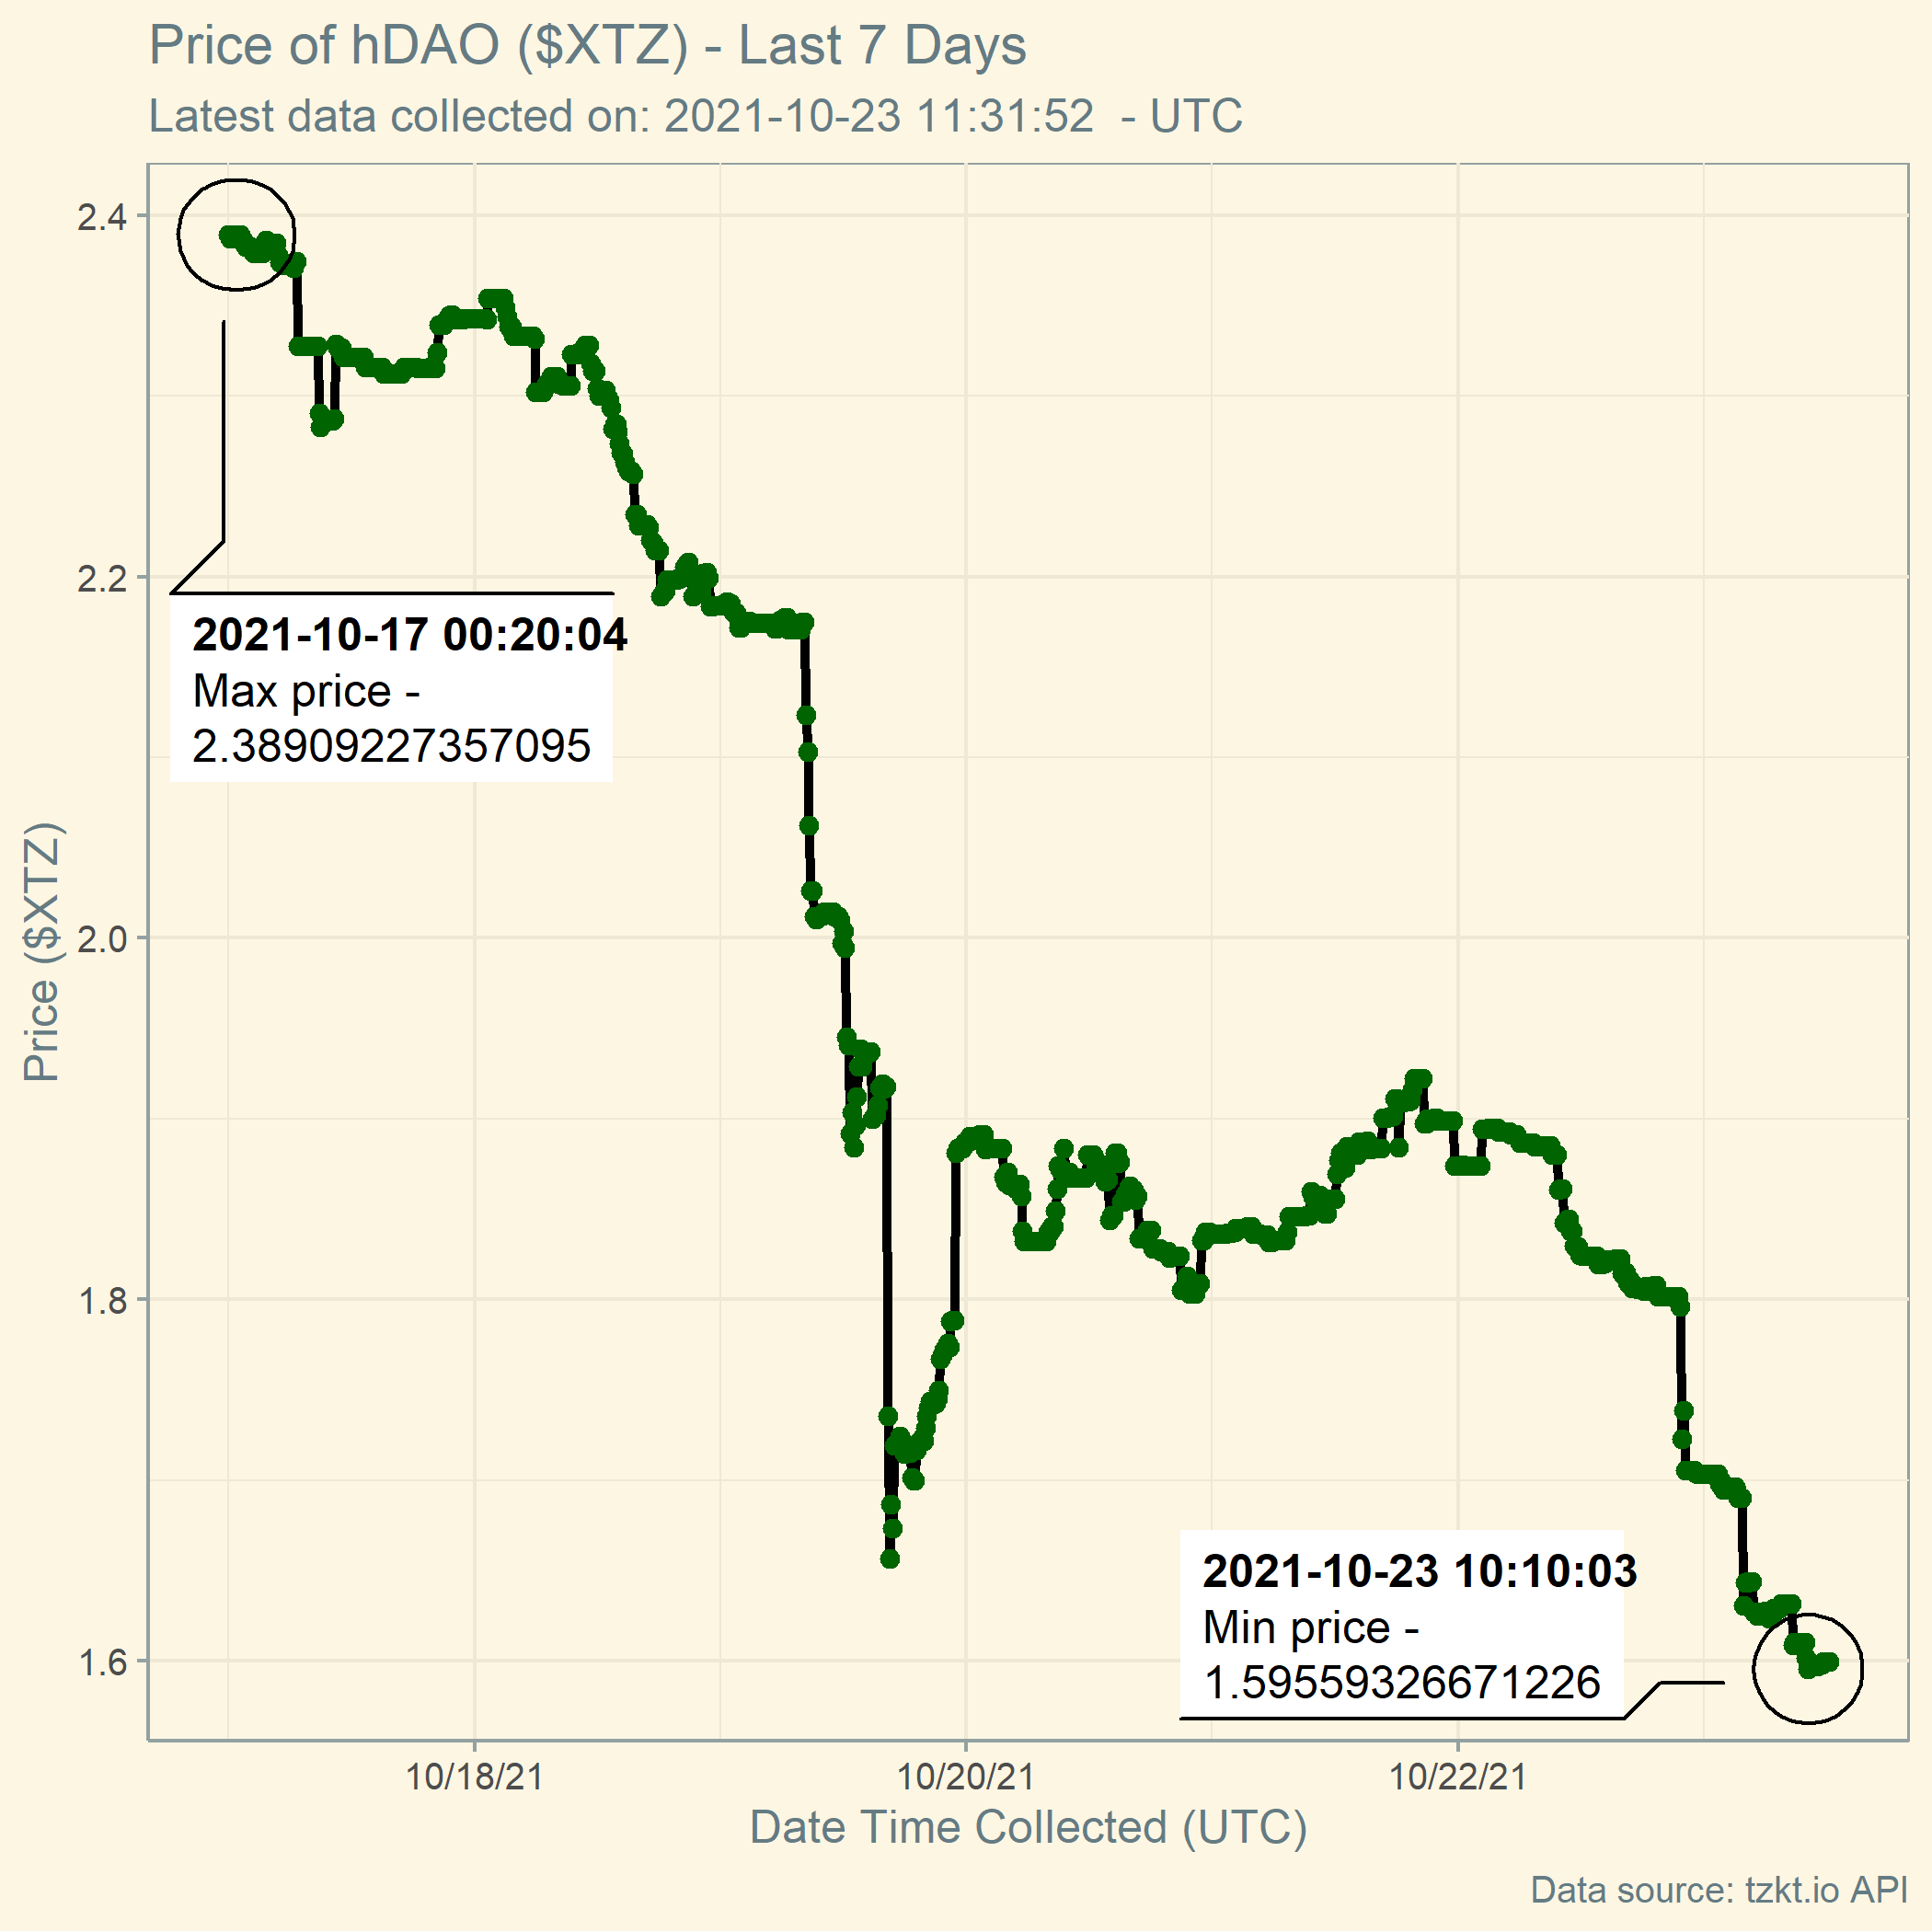 Price of hDAO ($XTZ) - Last 7 Days
Latest data collected on: 2021-10-23 11:31:52  - UTC
Price ($XTZ)
2.4
2.2
2.0
1.8
1.6
2021-10-17 00:20:04
Max price -
2.38909227357095
2021-10-23 10:10:03
Min price -
1.59559326671226
10/18/21
10/20/21
10/22/21
Date Time Collected (UTC)
Data source: tzkt.io API